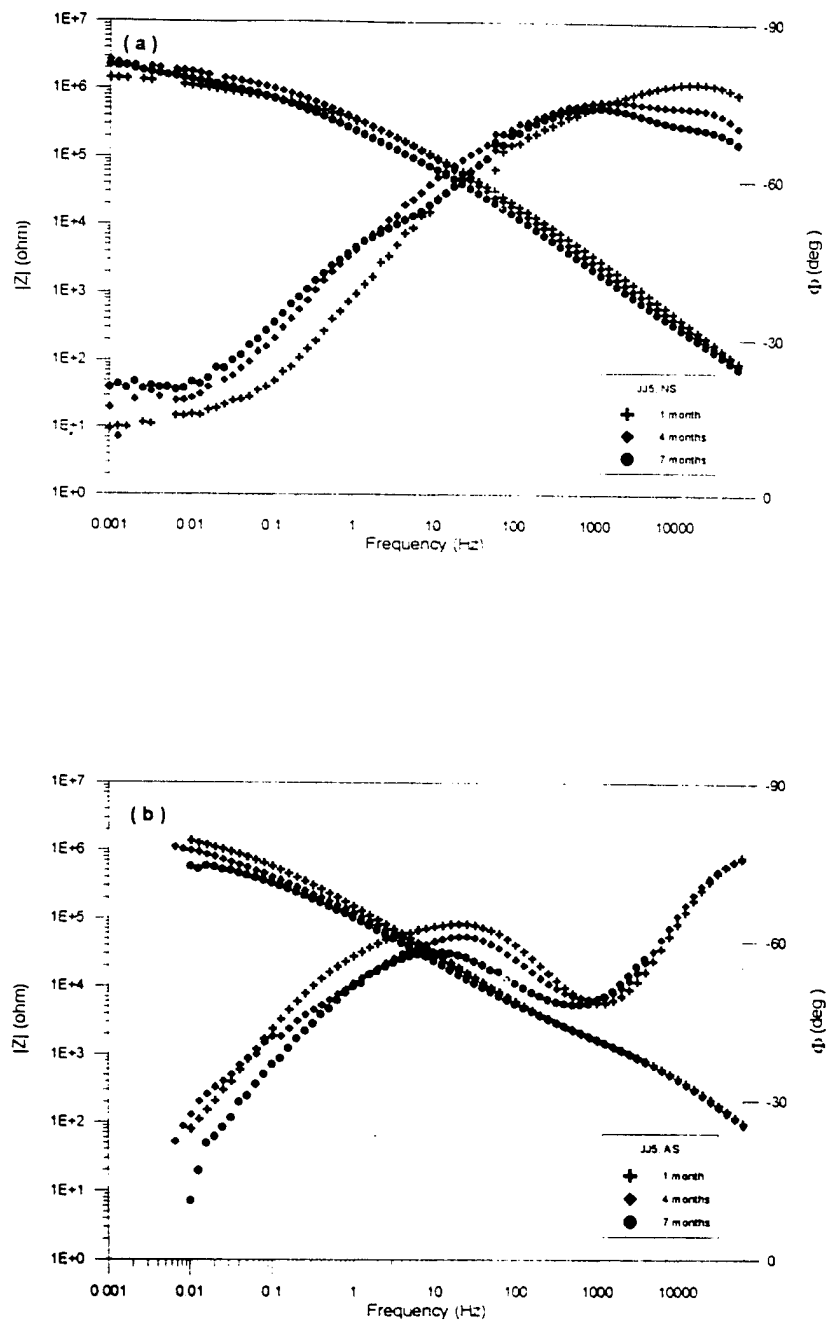 ( a )
1E+7
1E+6
1E+5
1E+4
1E+3
1E+2
1E+1
1E+0
|Z| (ohm)
-90
-60
-30
0
Φ (deg)
JJ5, NS
1 month
4 months
7 months
0.001 0.01 0.1 1 10 100 1000 10000
Frequency (Hz)
( b )
1E+7
1E+6
1E+5
1E+4
1E+3
1E+2
1E+1
1E+0
|Z| (ohm)
-90
-60
-30
0
Φ (deg)
JJ5, AS
1 month
4 months
7 months
0.001 0.01 0.1 1 10 100 1000 10000
Frequency (Hz)